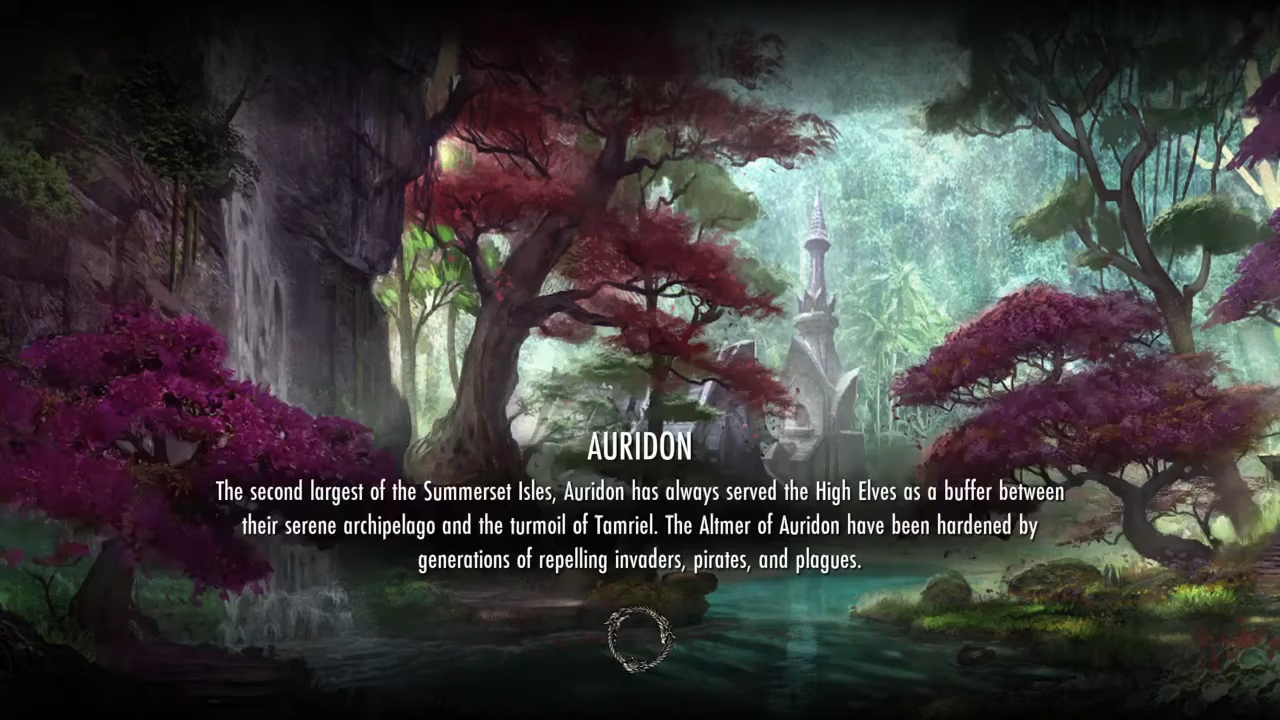 AURIDON
The second largest of the Summerset Isles, Auridon has always served the High Elves as a buffer between
their serene archipelago and the turmoil of Tamriel. The Altmer of Auridon have been hardened by
generations of repelling invaders, pirates, and plagues.